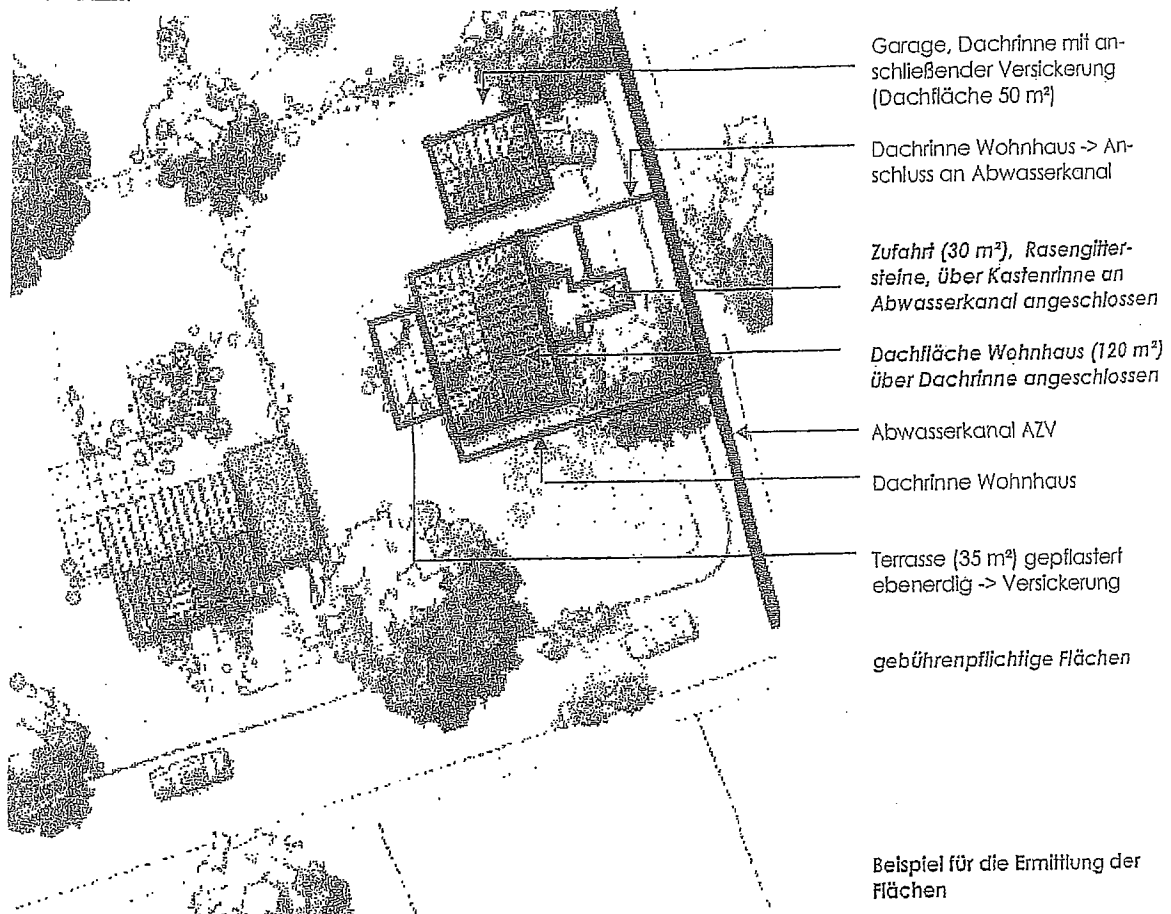 Garage, Dachrinne mit an-
schließender Versickerung
(Dachfläche 50 m²)
Dachrinne Wohnhaus -> An-
schluss an Abwasserkanal
Zufahrt (30 m²), Rasengitter-
steine, über Kastenrinne an
Abwasserkanal angeschlossen
Dachfläche Wohnhaus (120 m²)
über Dachrinne angeschlossen
Abwasserkanal AZV
Dachrinne Wohnhaus
Terrasse (35 m²) gepflastert
ebenerdig -> Versickerung
gebührenpflichtige Flächen
Beispiel für die Ermittlung der
Flächen